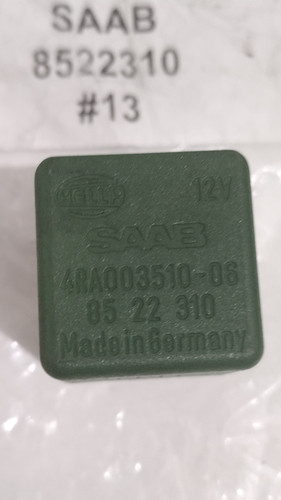 SAAB
8522310
#13
HELLA 12V
SAAB
4RA003510-06
85 22 310
Made in Germany